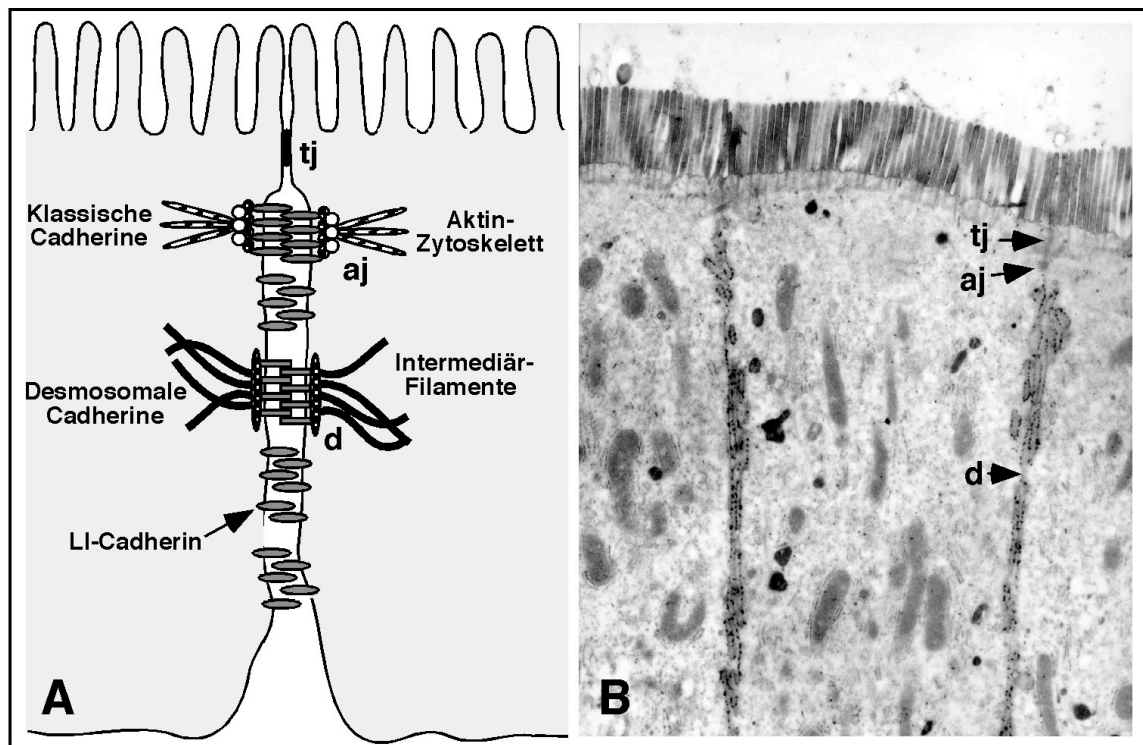 tj
Klassische
Cadherine
Aktin-
Zytoskelett
aj
Desmosomale
Cadherine
Intermediär-
Filamente
d
LI-Cadherin
A
tj
aj
d
B